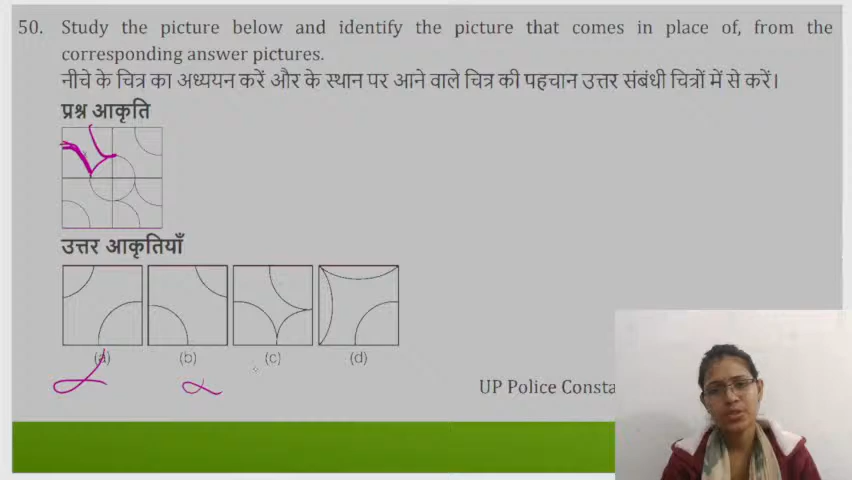 50. Study the picture below and identify the picture that comes in place of, from the
corresponding answer pictures.
नीचे के चित्र का अध्ययन करें और के स्थान पर आने वाले चित्र की पहचान उत्तर संबंधी चित्रों में से करें।
प्रश्न आकृति
उत्तर आकृतियाँ
(a) (b) (c) (d)
UP Police Consta